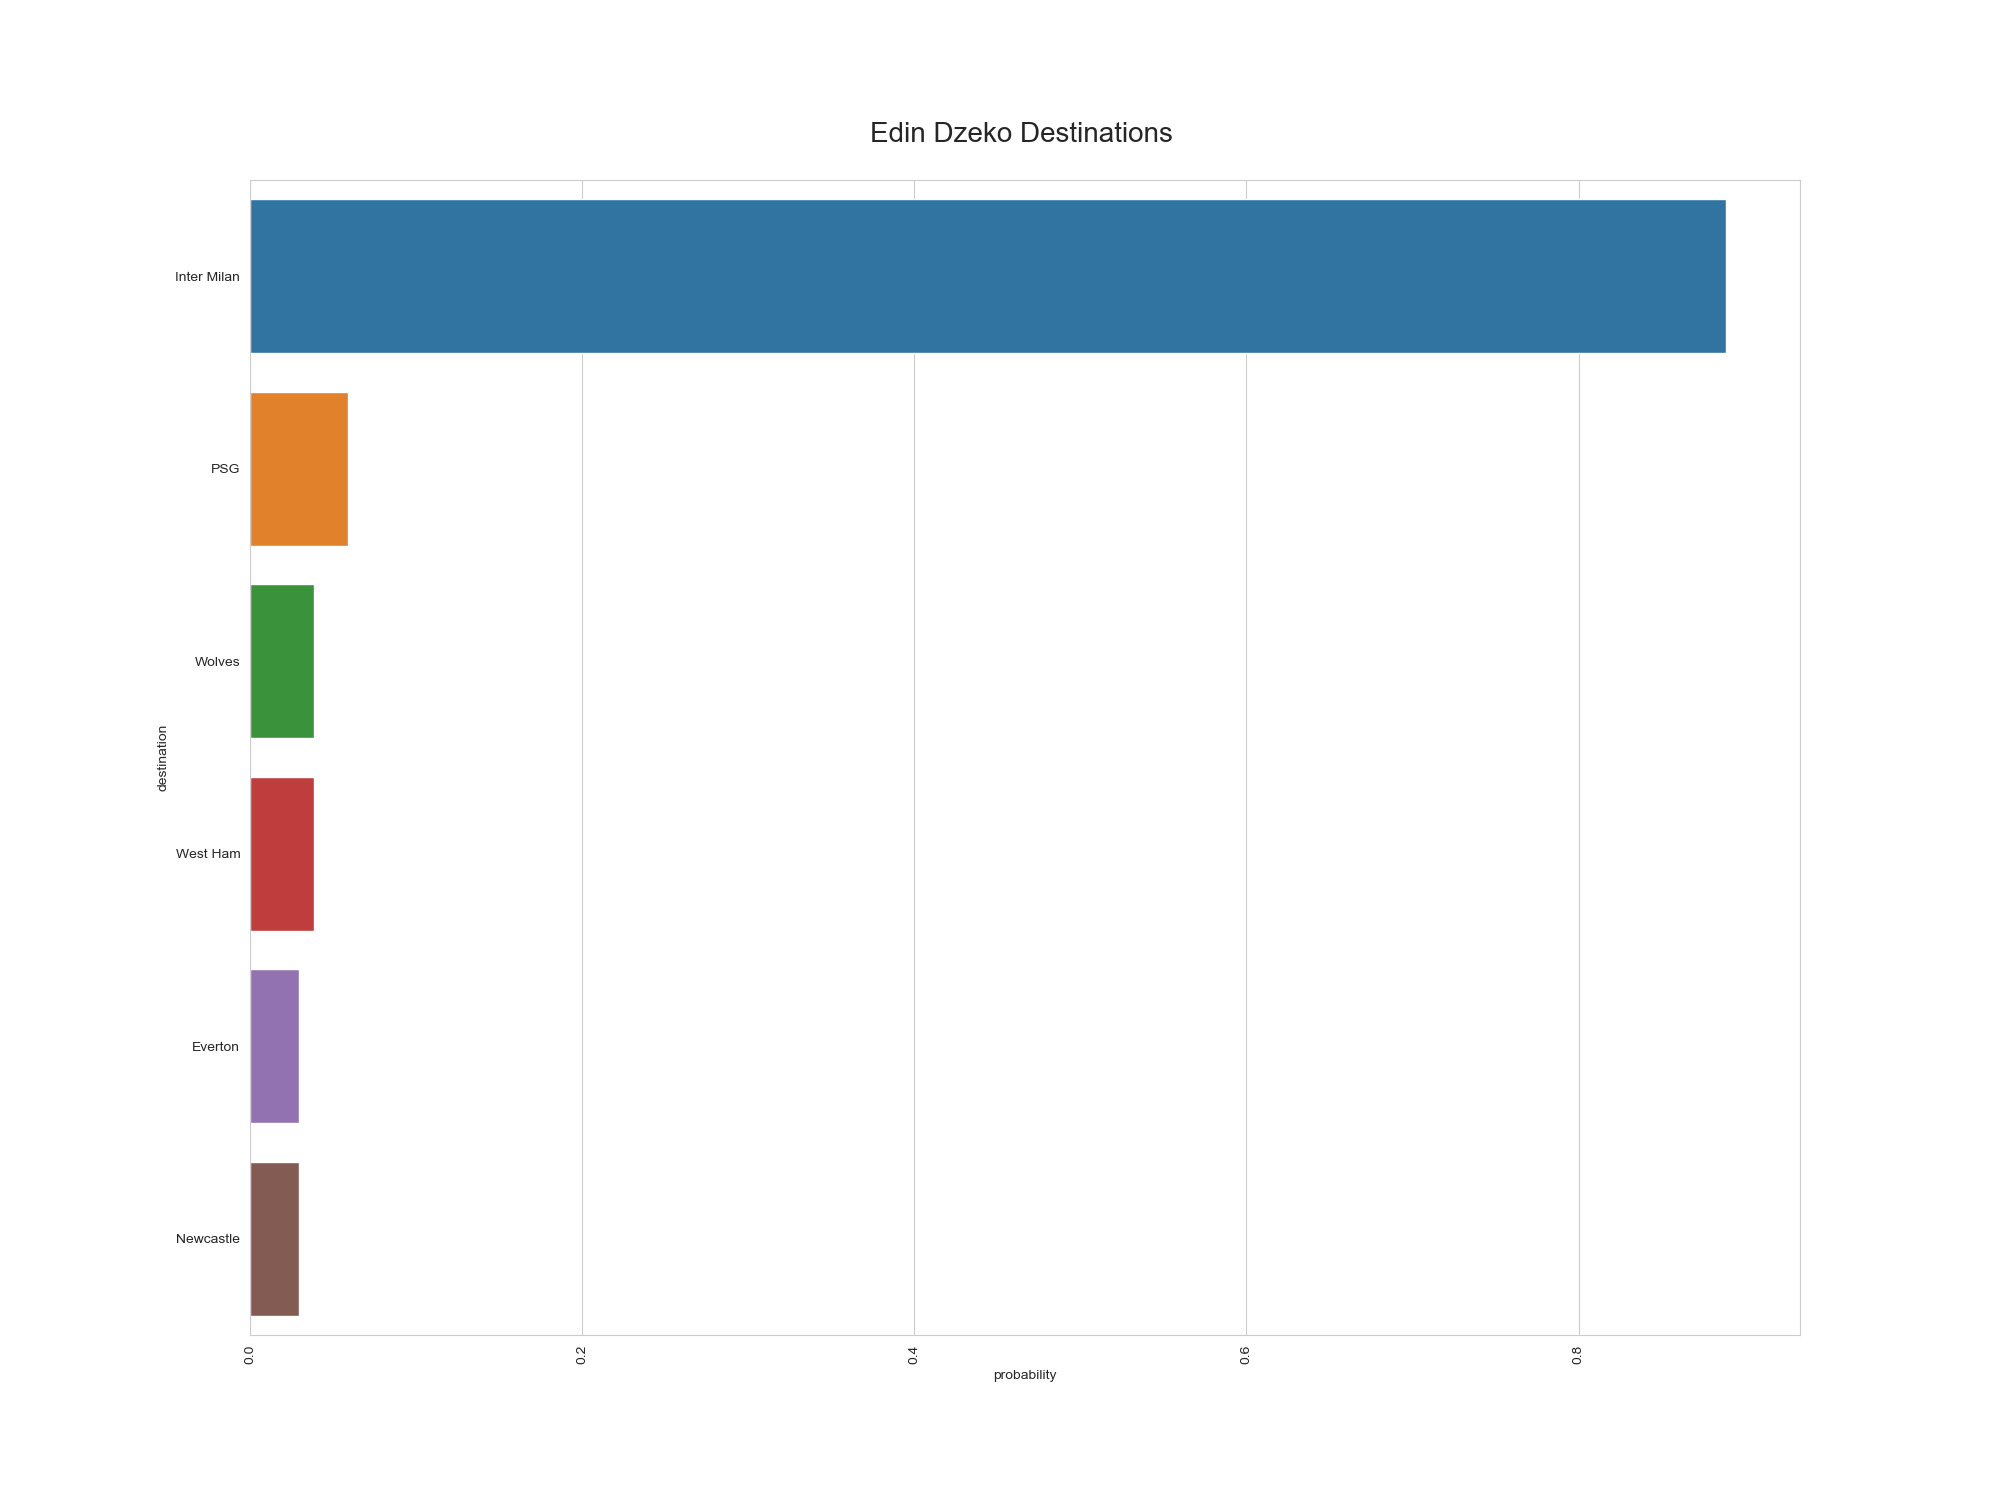 Edin Dzeko Destinations
Inter Milan
PSG
Wolves
West Ham
Everton
Newcastle
destination
0.0
0.2
0.4
0.6
0.8
probability